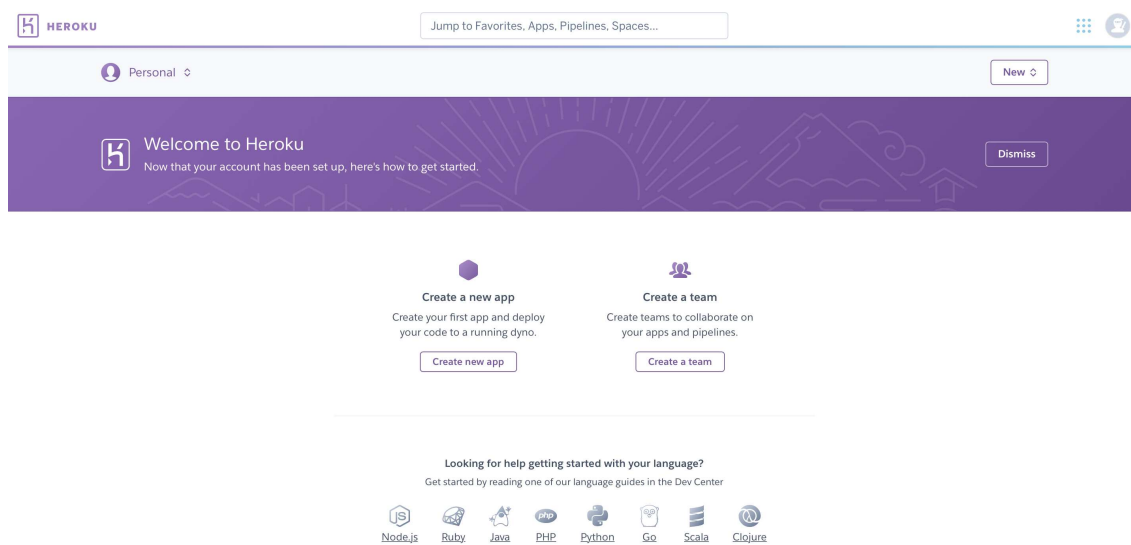 HEROKU
Jump to Favorites, Apps, Pipelines, Spaces...
Personal
New
Welcome to Heroku
Now that your account has been set up, here's how to get started.
Dismiss
Create a new app
Create your first app and deploy
your code to a running dyno.
Create new app
Create a team
Create teams to collaborate on
your apps and pipelines.
Create a team
Looking for help getting started with your language?
Get started by reading one of our language guides in the Dev Center
JS
php
Node.js Ruby Java PHP Python Go Scala Clojure